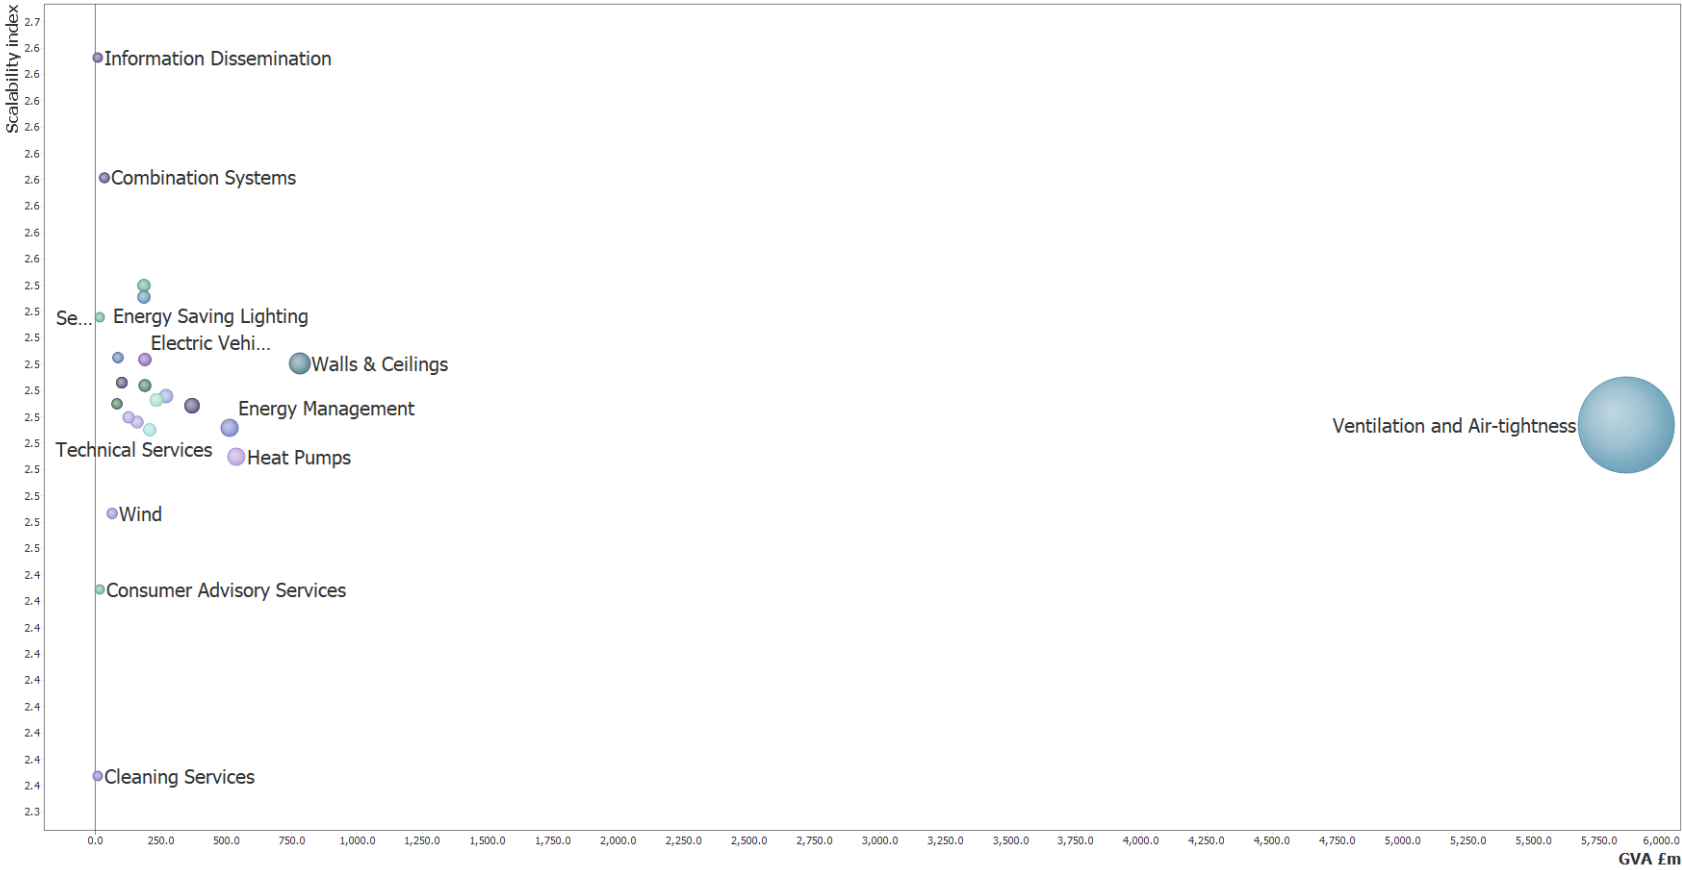 Scalability index
2.7
2.6
2.6
2.6
2.6
2.6
2.6
2.6
2.6
2.6
2.5
2.5
2.5
2.5
2.5
2.5
2.5
2.5
2.5
2.5
2.5
2.4
2.4
2.4
2.4
2.4
2.4
2.4
2.4
2.4
2.3
Information Dissemination
Combination Systems
Se...
Energy Saving Lighting
Electric Vehi...
Walls & Ceilings
Energy Management
Ventilation and Air-tightness
Technical Services
Heat Pumps
Wind
Consumer Advisory Services
Cleaning Services
0.0 250.0 500.0 750.0 1,000.0 1,250.0 1,500.0 1,750.0 2,000.0 2,250.0 2,500.0 2,750.0 3,000.0 3,250.0 3,500.0 3,750.0 4,000.0 4,250.0 4,500.0 4,750.0 5,000.0 5,250.0 5,500.0 5,750.0 6,000.0
GVA £m